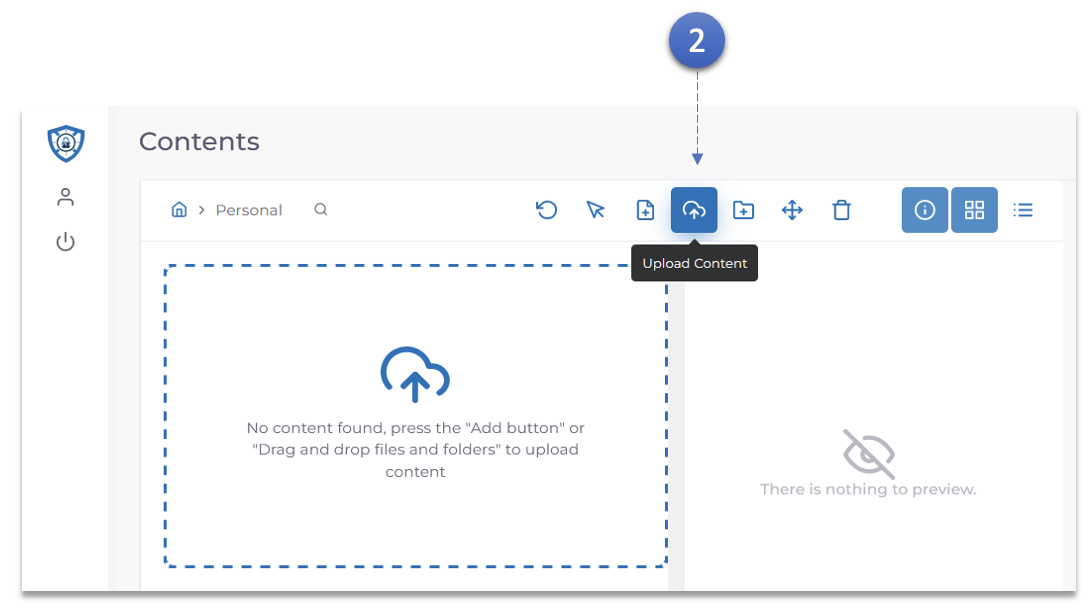 2
Contents
Personal
Upload Content
No content found, press the "Add button" or
"Drag and drop files and folders" to upload
content
There is nothing to preview.